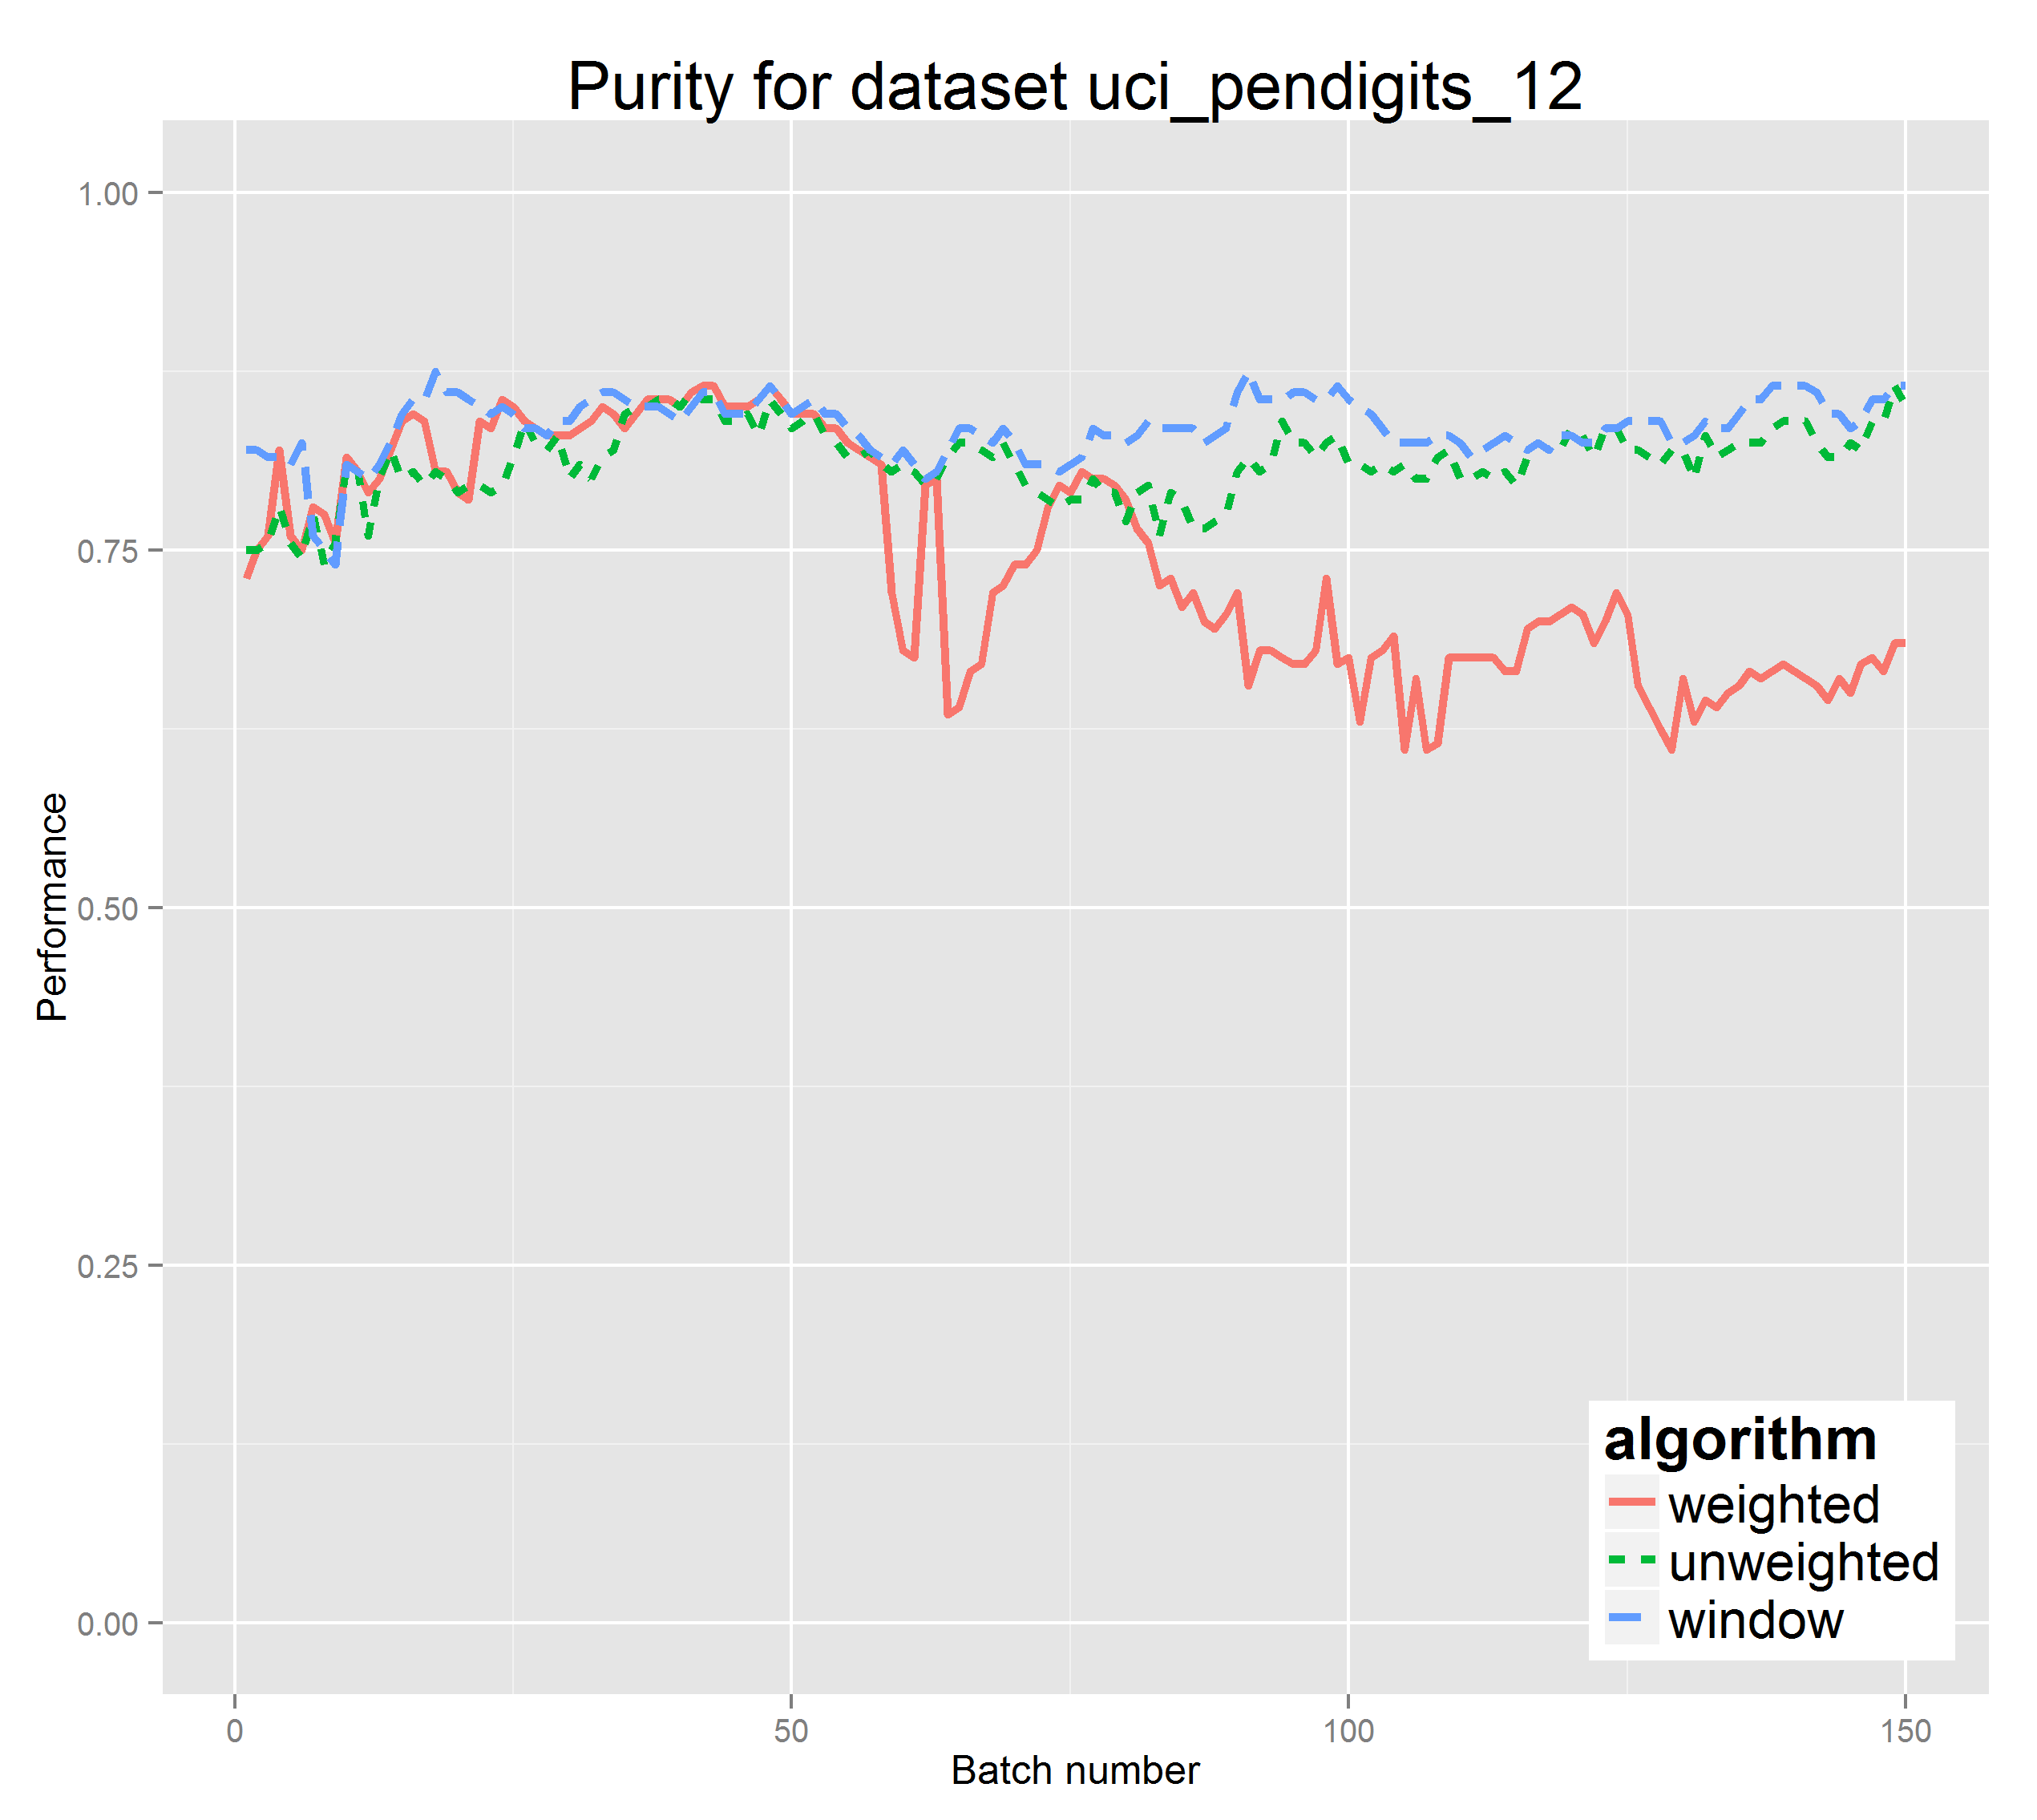 Purity for dataset uci_pendigits_12
1.00
0.75
0.50
0.25
0.00
Performance
0
50
100
150
Batch number
algorithm
weighted
unweighted
window